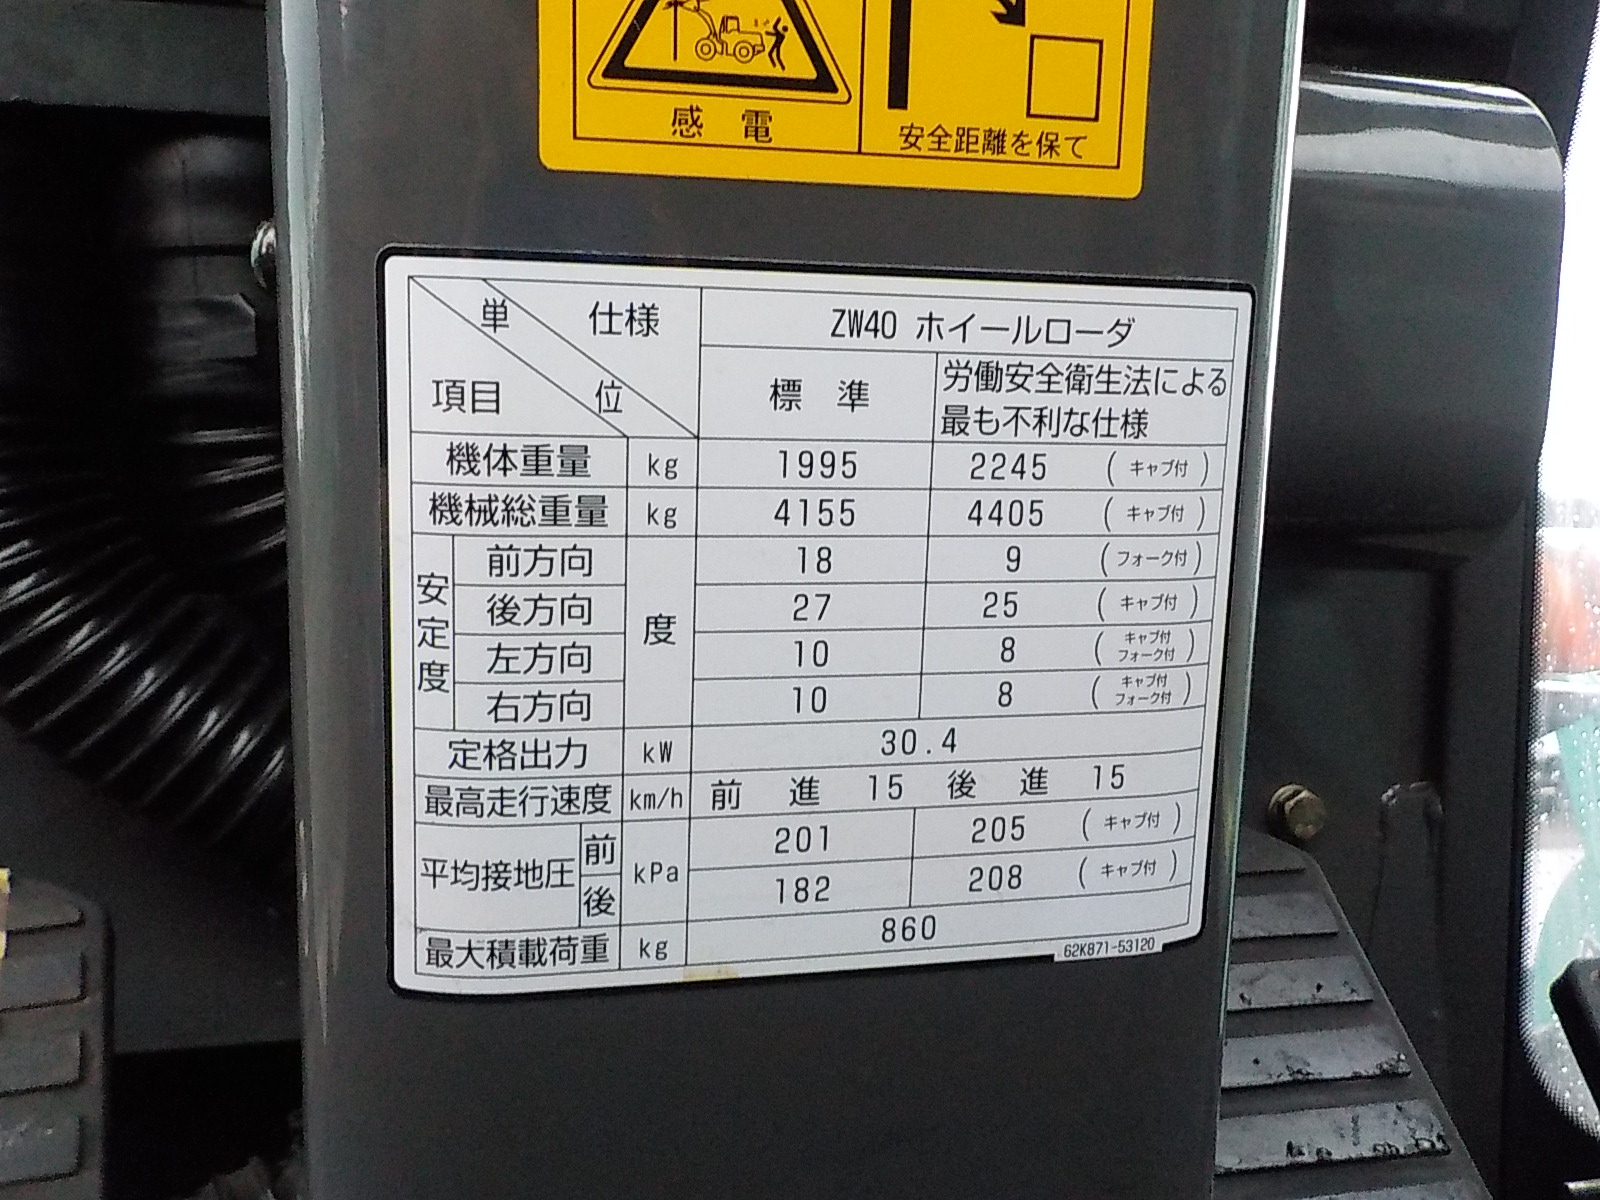 感電
安全距離を保て
単 仕様 ZW40 ホイールローダ
項目 位 標準 労働安全衛生法による
最も不利な仕様
機体重量 kg 1995 2245 (キャブ付)
機械総重量 kg 4155 4405 (キャブ付)
安定度 度
前方向 18 9 (フォーク付)
後方向 27 25 (キャブ付)
左方向 10 8 (キャブ付 フォーク付)
右方向 10 8 (キャブ付 フォーク付)
定格出力 kW 30.4
最高走行速度 km/h 前進 15 後進 15
平均接地圧 kPa
前 201 205 (キャブ付)
後 182 208 (キャブ付)
最大積載荷重 kg 860
62K871-53120